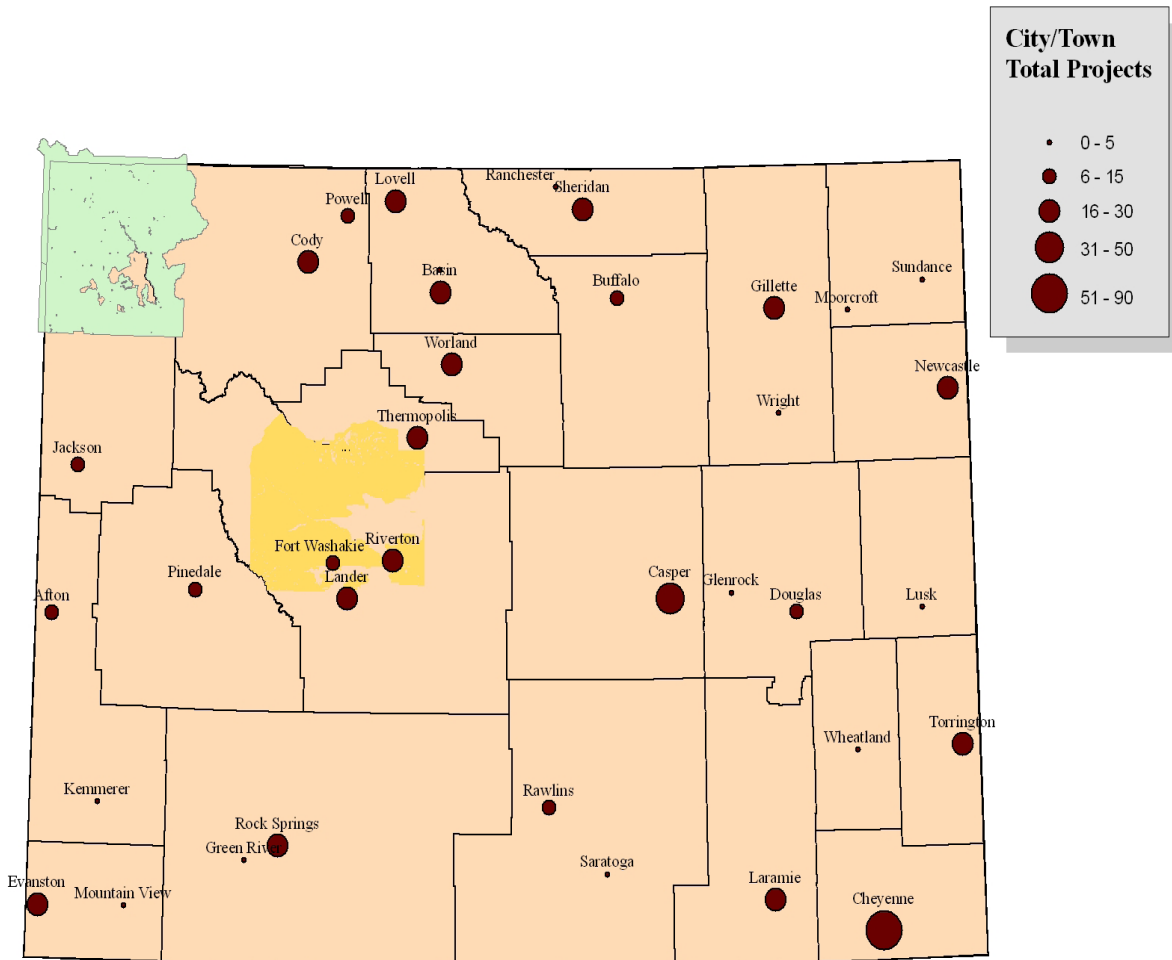 City/Town
Total Projects
0 - 5
6 - 15
16 - 30
31 - 50
51 - 90
Lovell
Ranchester
Sheridan
Powell
Cody
Basin
Buffalo
Gillette
Sundance
Moorcroft
Worland
Newcastle
Wright
Thermopolis
Jackson
Fort Washakie
Riverton
Pinedale
Lander
Casper
Glenrock
Douglas
Lusk
Afton
Torrington
Wheatland
Kemmerer
Rawlins
Rock Springs
Green River
Saratoga
Evanston
Mountain View
Laramie
Cheyenne